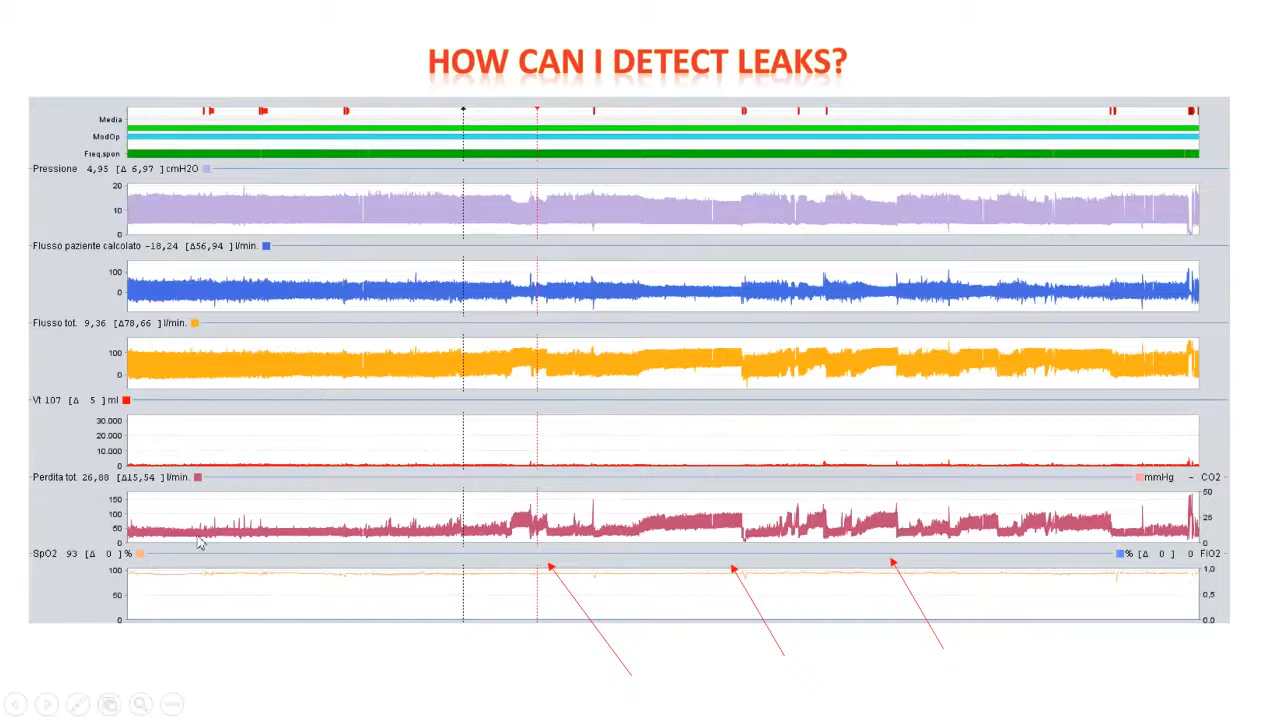 HOW CAN I DETECT LEAKS?
Media
ModOp
Freq.spon
Pressione 4,95 [Δ 6,97 ] cmH2O
20
10
0
Flusso paziente calcolato -18,24 [Δ56,94 ] l/min.
100
0
Flusso tot. 9,36 [Δ78,66 ] l/min.
100
0
Vt 107 [Δ 5 ] ml
30.000
20.000
10.000
0
Perdita tot. 26,88 [Δ15,54 ] l/min. mmHg - CO2
150 50
100
50 25
0 0
SpO2 93 [Δ 0 ] % % [Δ 0 ] 0 FiO2
100 1,0
50 0,5
0 0.0